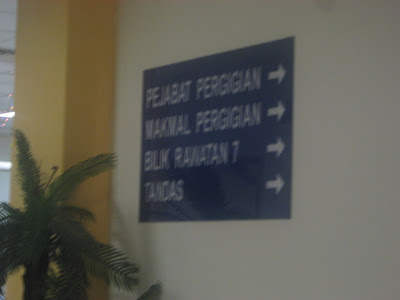 PEJABAT PERGIGIAN →
MAKMAL PERGIGIAN →
BILIK RAWATAN 7 →
TANDAS →